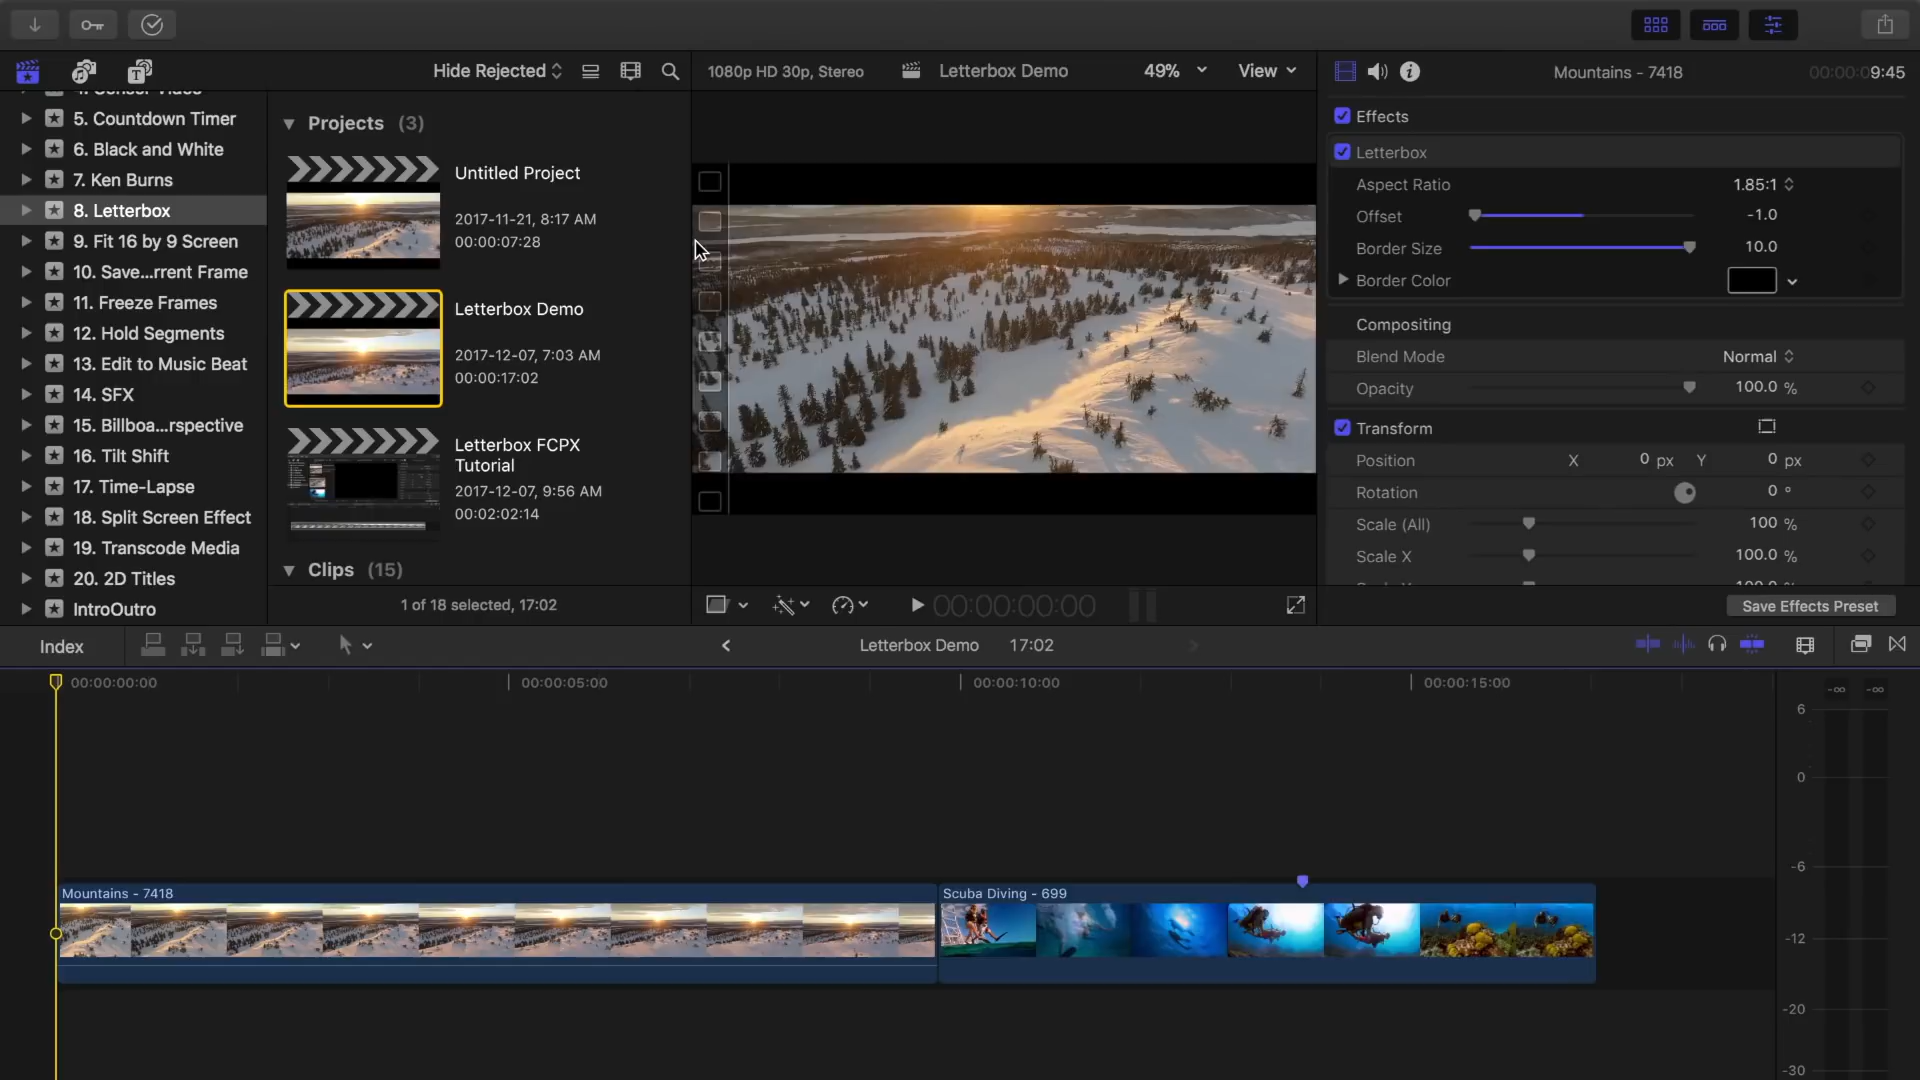 Hide Rejected
1080p HD 30p, Stereo
Letterbox Demo
49%
View
Mountains - 7418
00:00:09:45
5. Countdown Timer
6. Black and White
7. Ken Burns
8. Letterbox
9. Fit 16 by 9 Screen
10. Save...rrent Frame
11. Freeze Frames
12. Hold Segments
13. Edit to Music Beat
14. SFX
15. Billboa...rspective
16. Tilt Shift
17. Time-Lapse
18. Split Screen Effect
19. Transcode Media
20. 2D Titles
IntroOutro
Projects (3)
Untitled Project
2017-11-21, 8:17 AM
00:00:07:28
Letterbox Demo
2017-12-07, 7:03 AM
00:00:17:02
Letterbox FCPX
Tutorial
2017-12-07, 9:56 AM
00:02:02:14
Clips (15)
1 of 18 selected, 17:02
00:00:00:00
Effects
Letterbox
Aspect Ratio 1.85:1
Offset -1.0
Border Size 10.0
Border Color
Compositing
Blend Mode Normal
Opacity 100.0 %
Transform
Position X 0 px Y 0 px
Rotation 0 °
Scale (All) 100 %
Scale X 100.0 %
Save Effects Preset
Index
Letterbox Demo 17:02
00:00:00:00
00:00:05:00
00:00:10:00
00:00:15:00
Mountains - 7418
Scuba Diving - 699
-∞ -∞
6
0
-6
-12
-20
-30